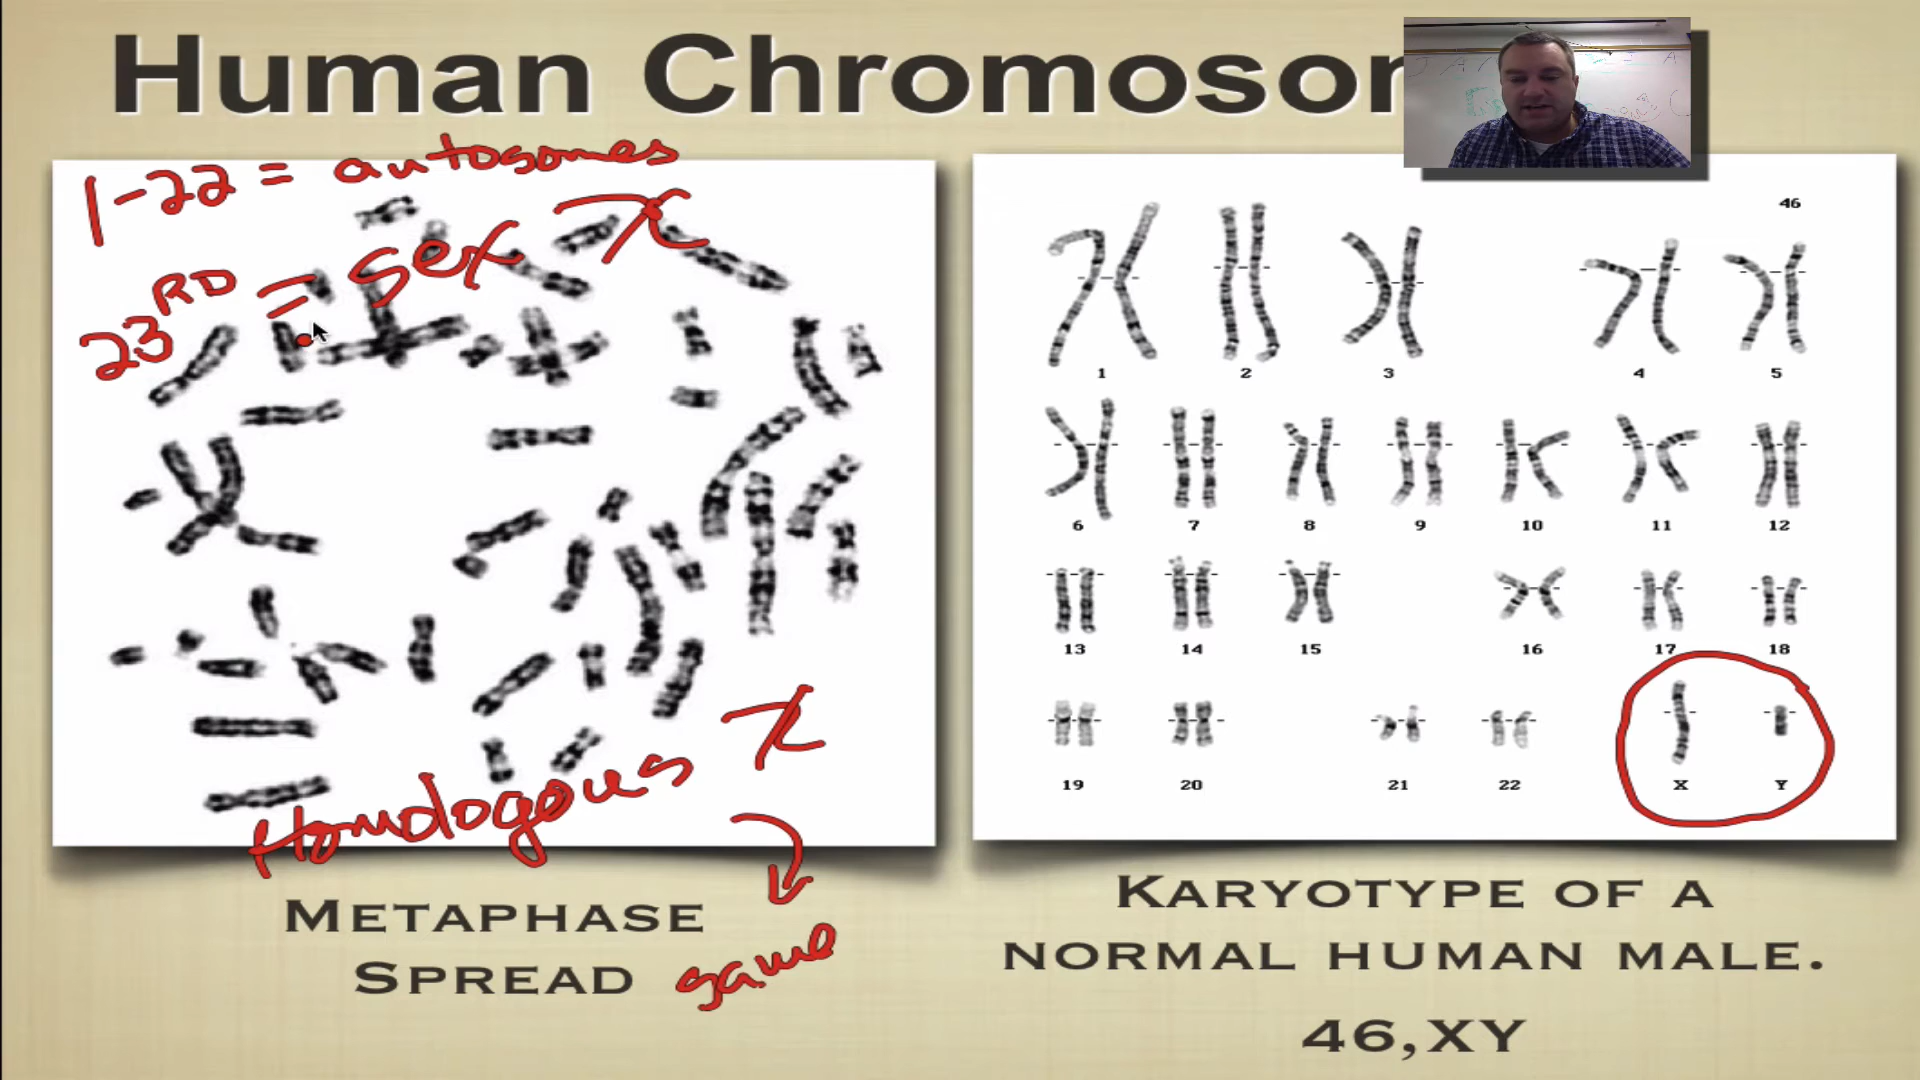 Human Chromosom
1-22 = autosomes
23RD = sex X
Homologous X
same
METAPHASE
SPREAD
46
1 2 3 4 5
6 7 8 9 10 11 12
13 14 15 16 17 18
19 20 21 22 X Y
KARYOTYPE OF A
NORMAL HUMAN MALE.
46,XY